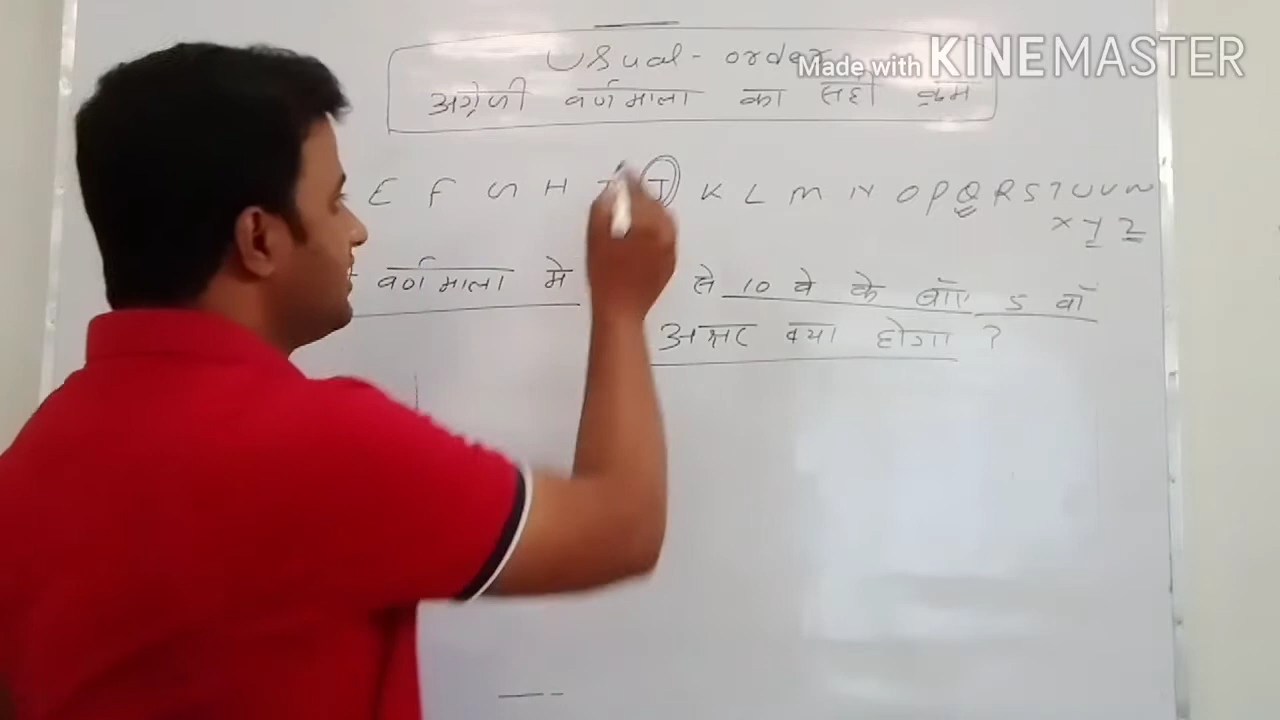 Usual - order
Made with KINEMASTER
अंग्रेजी वर्णमाला का सही क्रम
E F G H I J K L M N O P Q R S T U V W
X Y Z
वर्णमाला मे से 10 वे के बाँए 5 वाँ
अक्षर क्या होगा ?